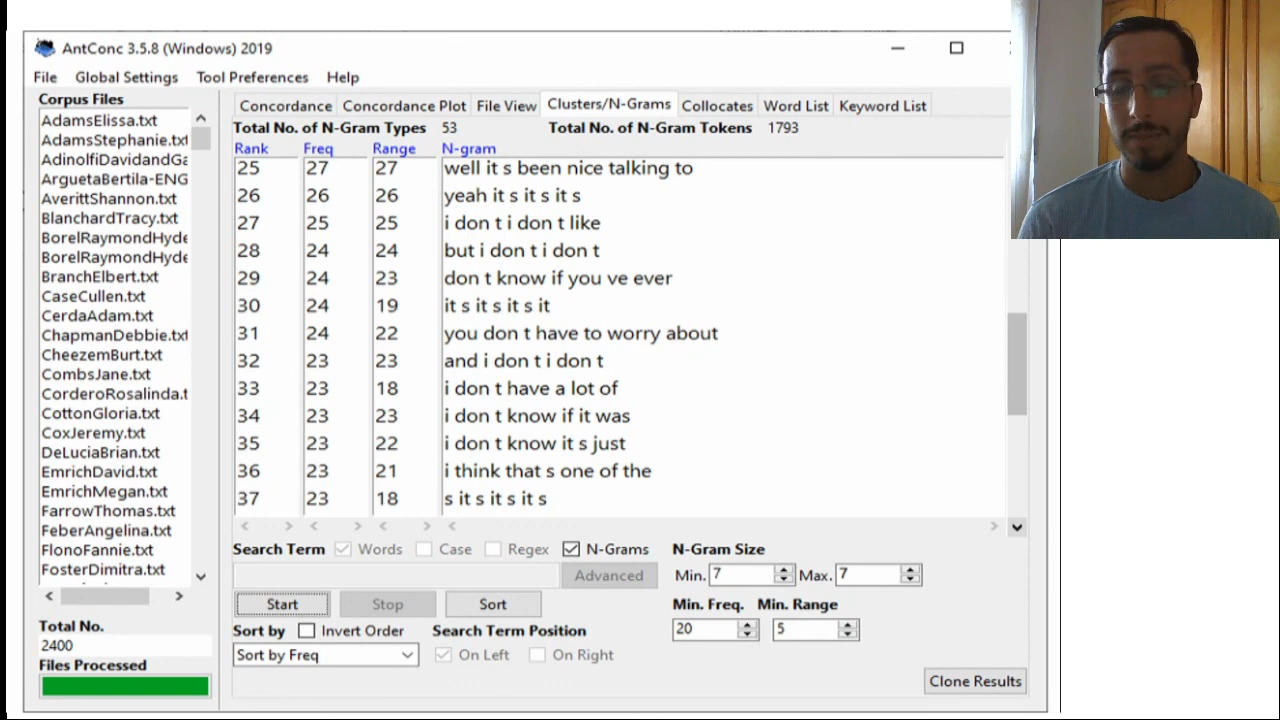 AntConc 3.5.8 (Windows) 2019
File Global Settings Tool Preferences Help
Corpus Files
AdamsElissa.txt
AdamsStephanie.txt
AdinolfiDavidandGa
ArguetaBertila-ENG
AverittShannon.txt
BlanchardTracy.txt
BorelRaymondHyde
BorelRaymondHyde
BranchElbert.txt
CaseCullen.txt
CerdaAdam.txt
ChapmanDebbie.txt
CheezemBurt.txt
CombsJane.txt
CorderoRosalinda.t
CottonGloria.txt
CoxJeremy.txt
DeLuciaBrian.txt
EmrichDavid.txt
EmrichMegan.txt
FarrowThomas.txt
FeberAngelina.txt
FlonoFannie.txt
FosterDimitra.txt
Total No.
2400
Files Processed
Concordance Concordance Plot File View Clusters/N-Grams Collocates Word List Keyword List
Total No. of N-Gram Types 53 Total No. of N-Gram Tokens 1793
Rank Freq Range N-gram
25 27 27 well it s been nice talking to
26 26 26 yeah it s it s it s
27 25 25 i don t i don t like
28 24 24 but i don t i don t
29 24 23 don t know if you ve ever
30 24 19 it s it s it s it
31 24 22 you don t have to worry about
32 23 23 and i don t i don t
33 23 18 i don t have a lot of
34 23 23 i don t know if it was
35 23 22 i don t know it s just
36 23 21 i think that s one of the
37 23 18 s it s it s it s
Search Term Words Case Regex N-Grams N-Gram Size
Advanced Min. 7 Max. 7
Start Stop Sort Min. Freq. Min. Range
20 5
Sort by Invert Order Search Term Position
Sort by Freq On Left On Right
Clone Results